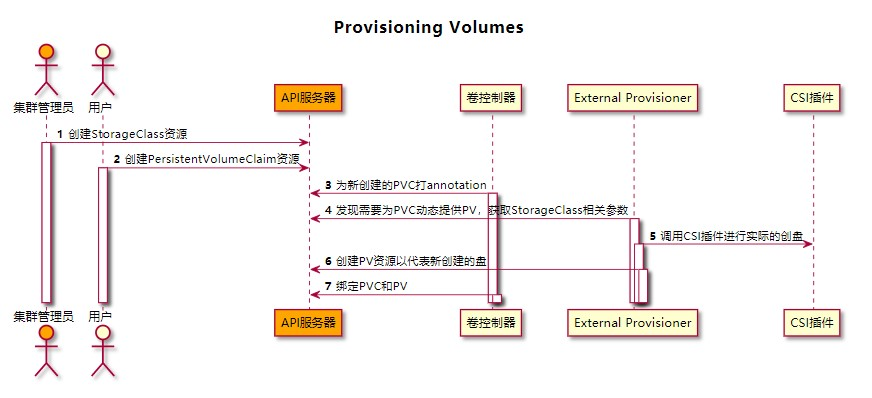 Provisioning Volumes
集群管理员
用户
API服务器
卷控制器
External Provisioner
CSI插件
1 创建StorageClass资源
2 创建PersistentVolumeClaim资源
3 为新创建的PVC打annotation
4 发现需要为PVC动态提供PV，获取StorageClass相关参数
5 调用CSI插件进行实际的创盘
6 创建PV资源以代表新创建的盘
7 绑定PVC和PV
集群管理员
用户
API服务器
卷控制器
External Provisioner
CSI插件